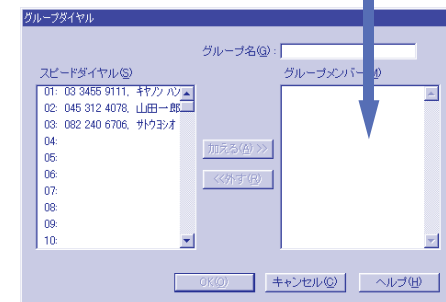 グループダイヤル
グループ名(G):
スピードダイヤル(S)
グループメンバー(M)
01: 03 3455 9111, キヤノン ハン
02: 045 312 4078, 山田一郎
03: 082 240 6706, サトウヨシオ
04:
05:
06:
07:
08:
09:
10:
加える(A) >>
<<外す(R)
OK(O)
キャンセル(C)
ヘルプ(H)